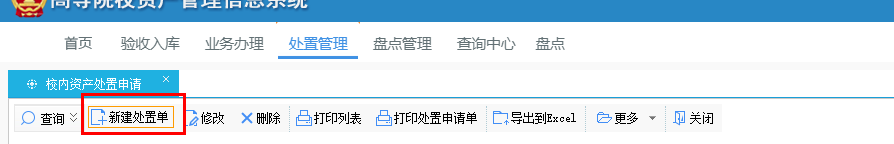 高等院校资产管理信息系统
首页 验收入库 业务办理 处置管理 盘点管理 查询中心 盘点
校内资产处置申请 ×
查询 新建处置单 修改 删除 打印列表 打印处置申请单 导出到Excel 更多 关闭